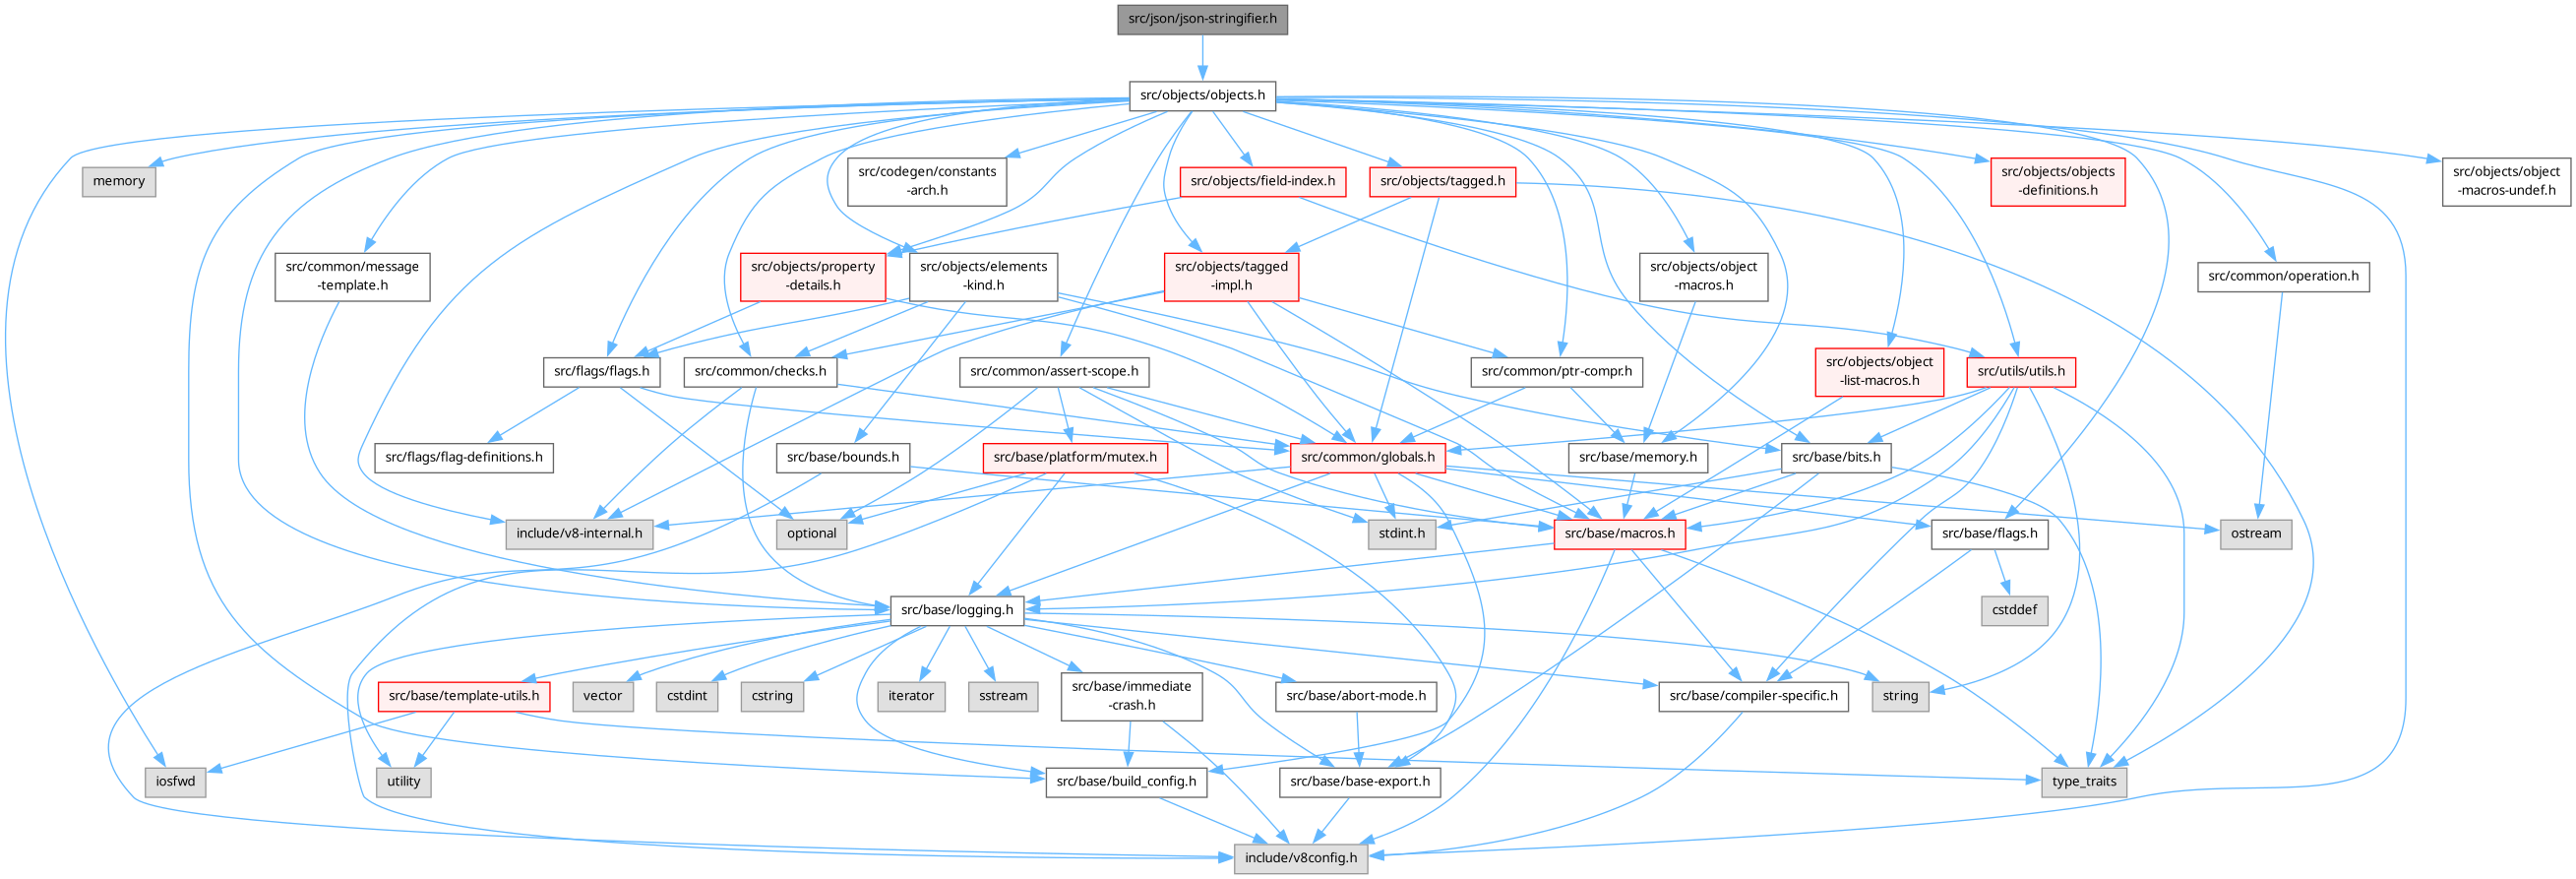 src/json/json-stringifier.h
src/objects/objects.h
memory
src/codegen/constants
-arch.h
src/objects/field-index.h
src/objects/tagged.h
src/objects/objects
-definitions.h
src/objects/object
-macros-undef.h
src/common/message
-template.h
src/objects/property
-details.h
src/objects/elements
-kind.h
src/objects/tagged
-impl.h
src/objects/object
-macros.h
src/common/operation.h
src/flags/flags.h
src/common/checks.h
src/common/assert-scope.h
src/common/ptr-compr.h
src/objects/object
-list-macros.h
src/utils/utils.h
src/flags/flag-definitions.h
src/base/bounds.h
src/base/platform/mutex.h
src/common/globals.h
src/base/memory.h
src/base/bits.h
include/v8-internal.h
optional
stdint.h
src/base/macros.h
src/base/flags.h
ostream
src/base/logging.h
cstddef
src/base/template-utils.h
vector
cstdint
cstring
iterator
sstream
src/base/immediate
-crash.h
src/base/abort-mode.h
src/base/compiler-specific.h
string
iosfwd
utility
src/base/build_config.h
src/base/base-export.h
type_traits
include/v8config.h